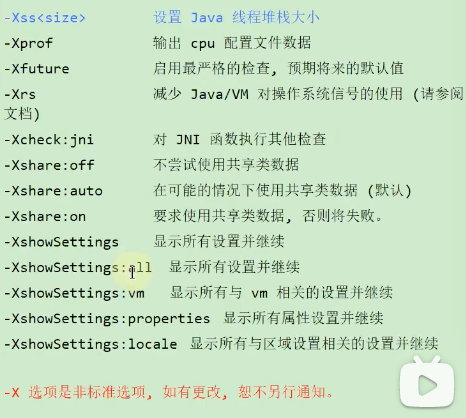 -Xss<size>        设置 Java 线程堆栈大小
-Xprof            输出 cpu 配置文件数据
-Xfuture          启用最严格的检查, 预期将来的默认值
-Xrs              减少 Java/VM 对操作系统信号的使用 (请参阅
文档)
-Xcheck:jni       对 JNI 函数执行其他检查
-Xshare:off       不尝试使用共享类数据
-Xshare:auto      在可能的情况下使用共享类数据 (默认)
-Xshare:on        要求使用共享类数据, 否则将失败。
-XshowSettings    显示所有设置并继续
-XshowSettings:all  显示所有设置并继续
-XshowSettings:vm   显示所有与 vm 相关的设置并继续
-XshowSettings:properties  显示所有属性设置并继续
-XshowSettings:locale  显示所有与区域设置相关的设置并继续
-X 选项是非标准选项, 如有更改, 恕不另行通知。